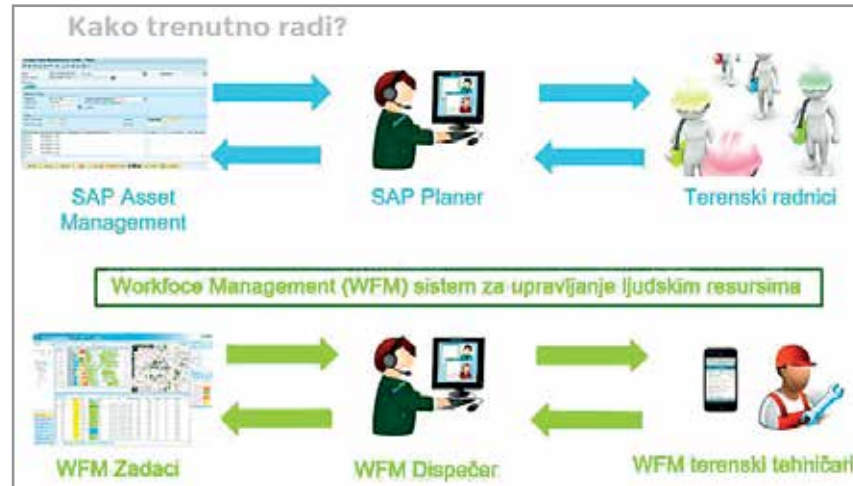 Kako trenutno radi?
SAP Asset
Management
SAP Planer
Terenski radnici
Workfoce Management (WFM) sistem za upravljanje ljudskim resursima
WFM Zadaci
WFM Dispečar
WFM terenski tehničari